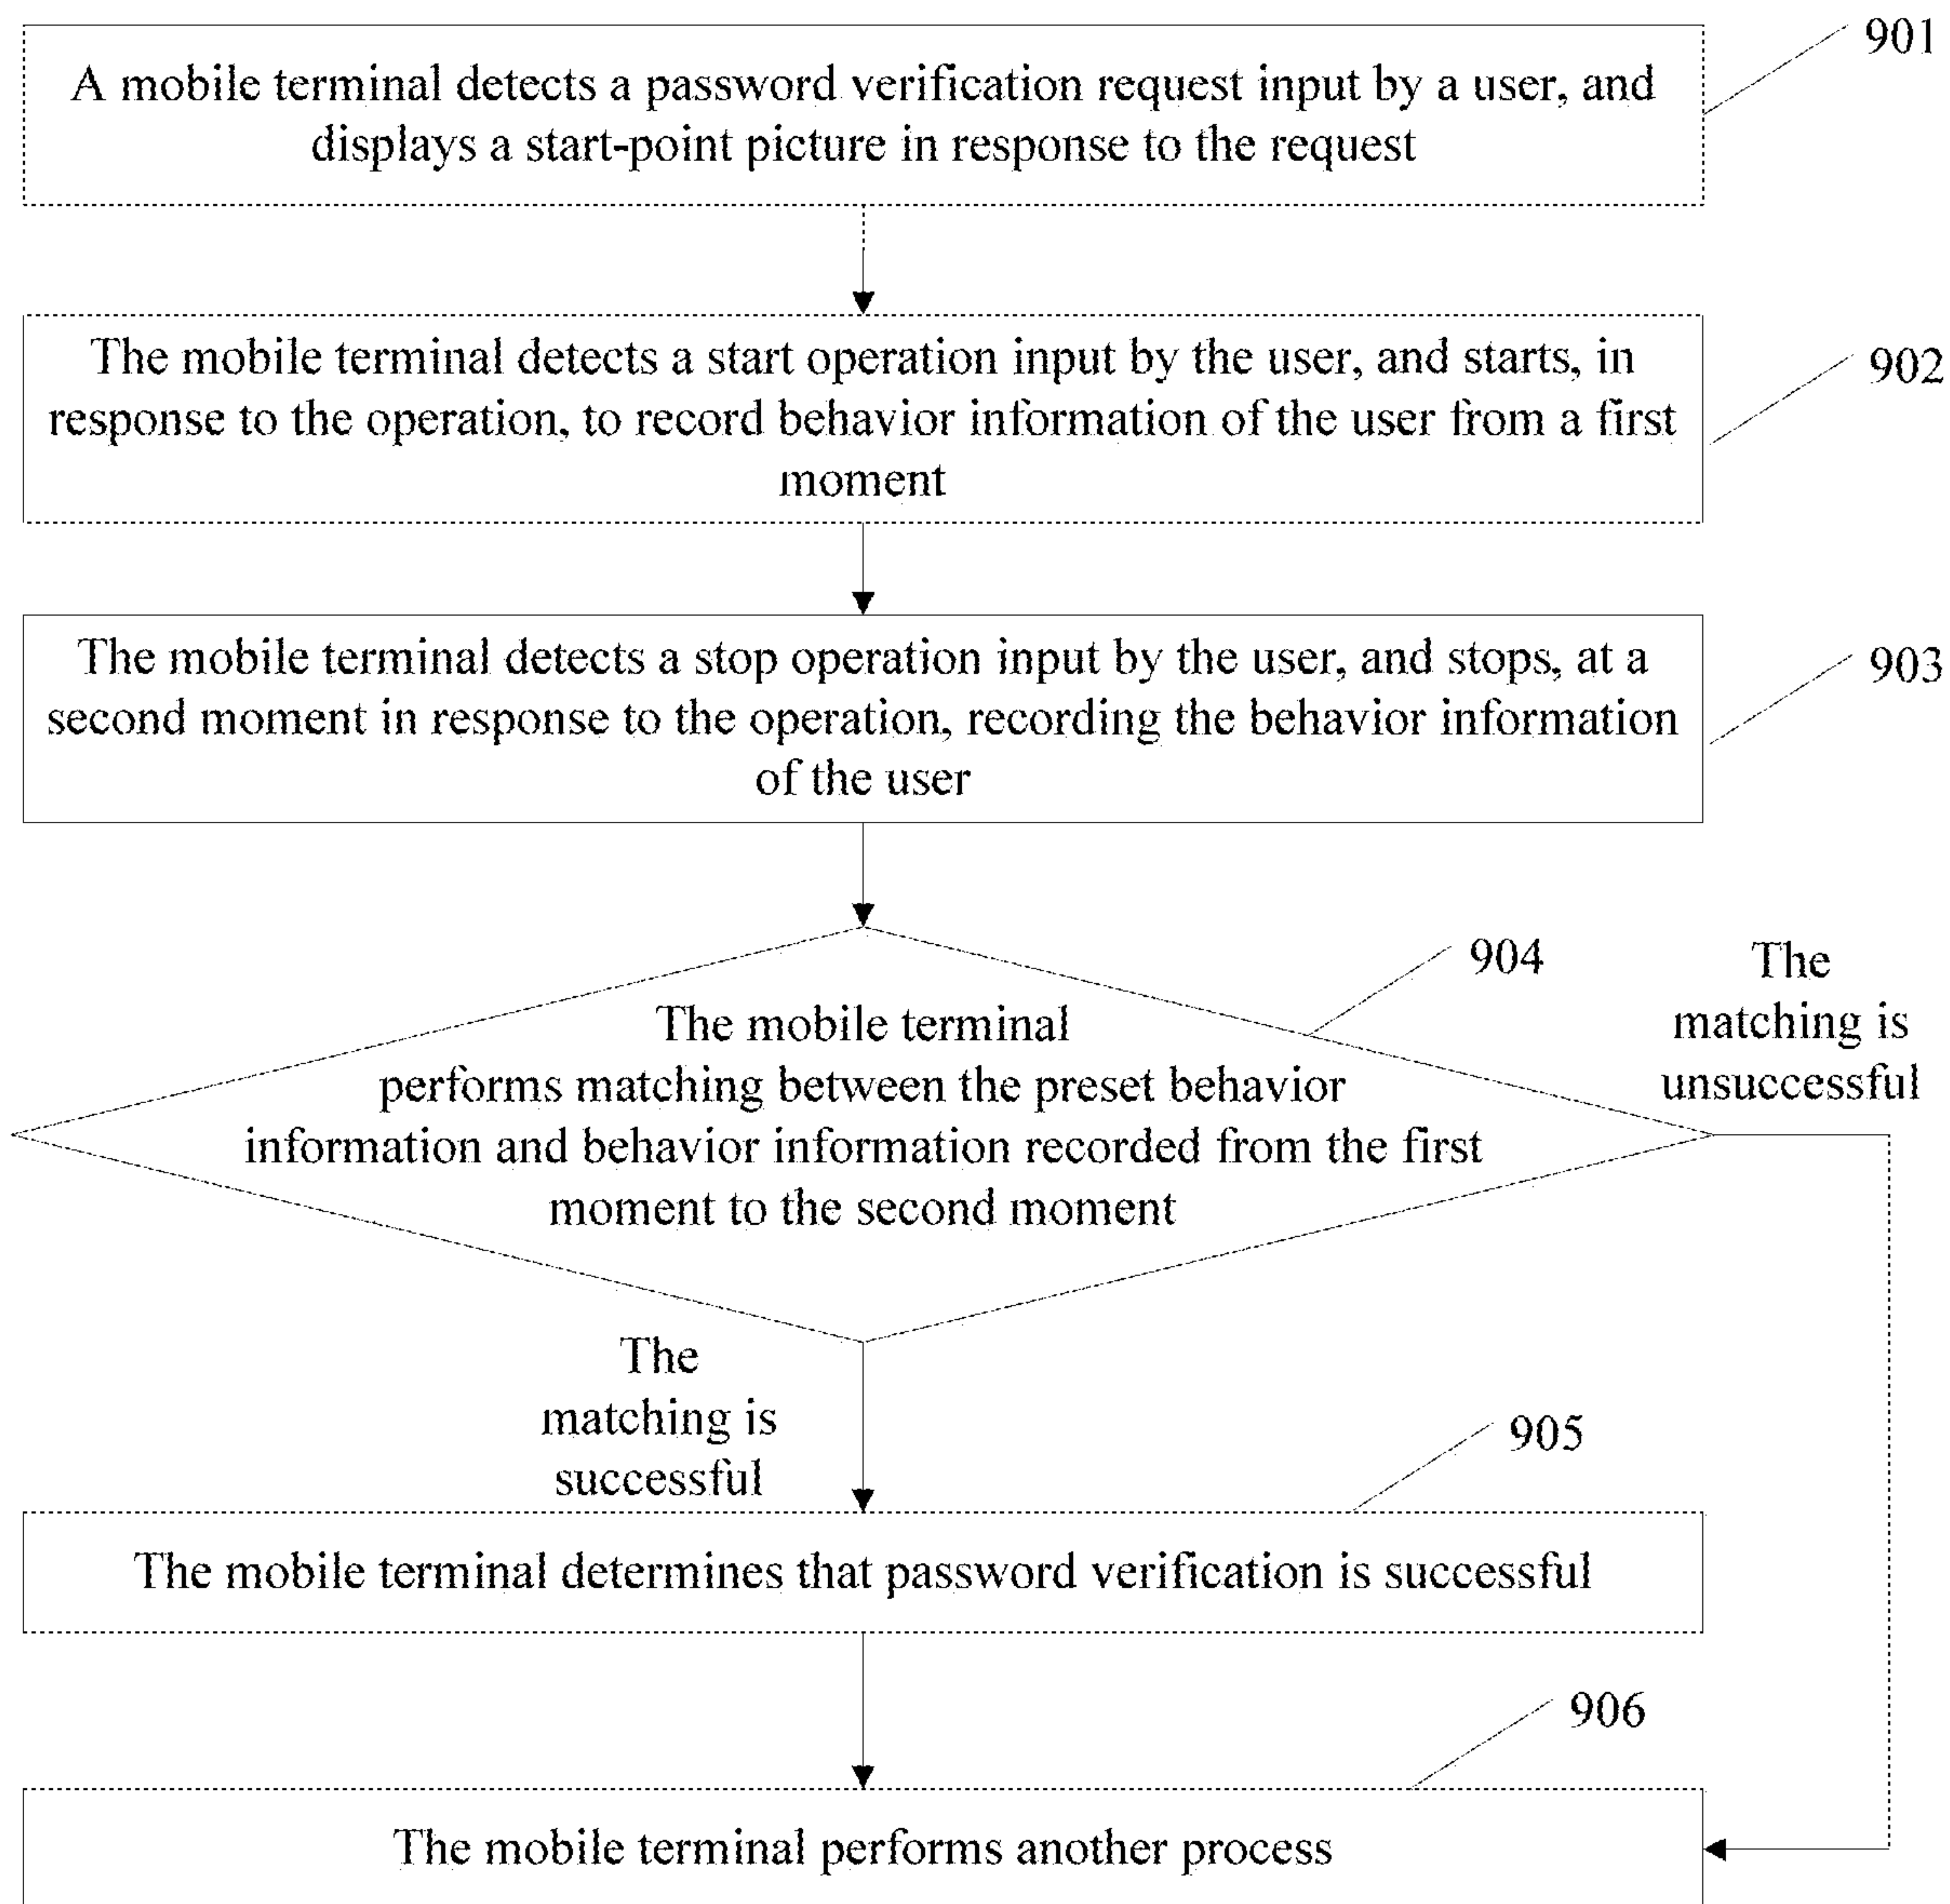 A mobile terminal detects a password verification request input by a user, and
displays a start-point picture in response to the request
901
The mobile terminal detects a start operation input by the user, and starts, in
response to the operation, to record behavior information of the user from a first
moment
902
The mobile terminal detects a stop operation input by the user, and stops, at a
second moment in response to the operation, recording the behavior information
of the user
903
904
The mobile terminal
performs matching between the preset behavior
information and behavior information recorded from the first
moment to the second moment
The
matching is
unsuccessful
The
matching is
successful
905
The mobile terminal determines that password verification is successful
906
The mobile terminal performs another process